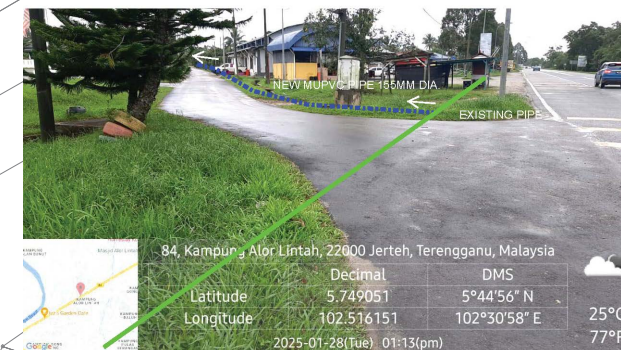 NEW MUPVC PIPE 155MM DIA
EXISTING PIPE
84, Kampung Alor Lintah, 22000 Jerteh, Terengganu, Malaysia
Decimal DMS
Latitude 5.749051 5°44'56" N
Longitude 102.516151 102°30'58" E
25°C
77°F
2025-01-28(Tue) 01:13(pm)
Google